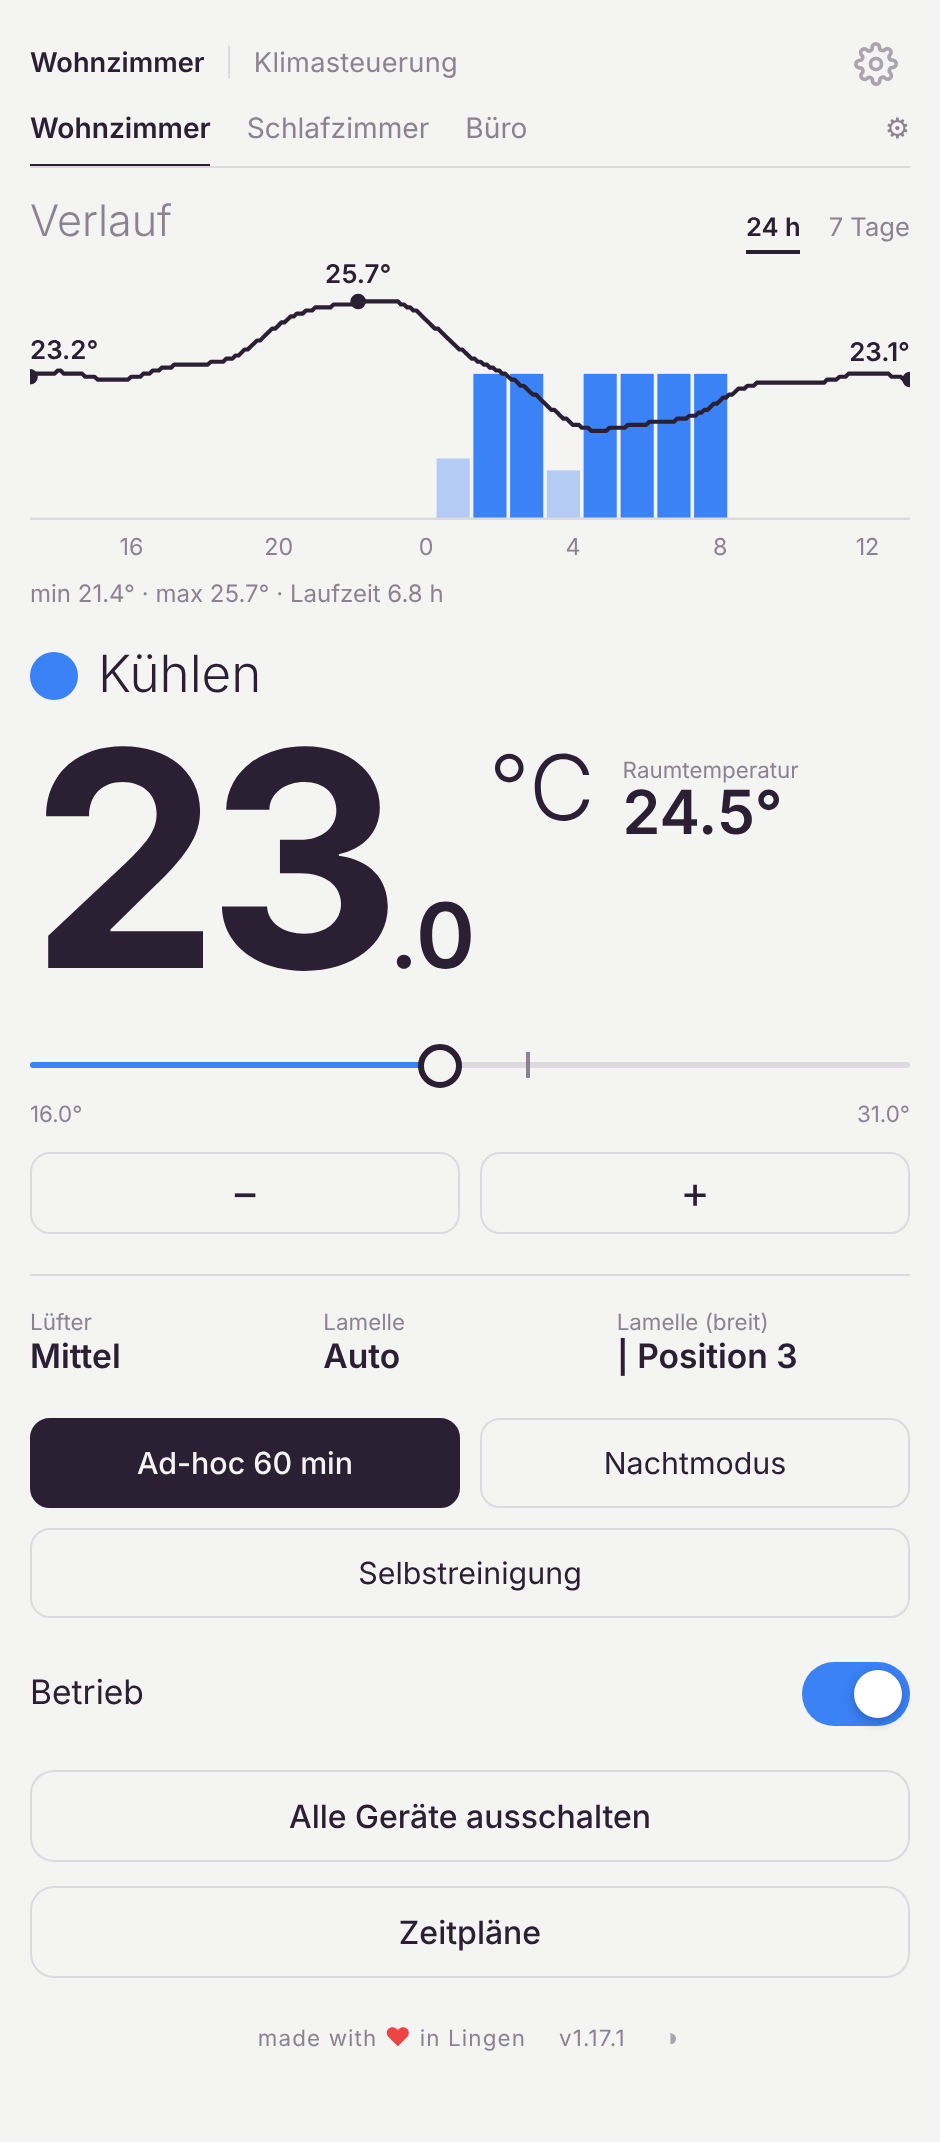 Wohnzimmer Klimasteuerung
Wohnzimmer Schlafzimmer Büro
Verlauf 24 h 7 Tage
25.7°
23.2° 23.1°
16 20 0 4 8 12
min 21.4° · max 25.7° · Laufzeit 6.8 h
Kühlen
23.0 °C
Raumtemperatur
24.5°
16.0° 31.0°
− +
Lüfter Lamelle Lamelle (breit)
Mittel Auto | Position 3
Ad-hoc 60 min Nachtmodus
Selbstreinigung
Betrieb
Alle Geräte ausschalten
Zeitpläne
made with ❤ in Lingen v1.17.1